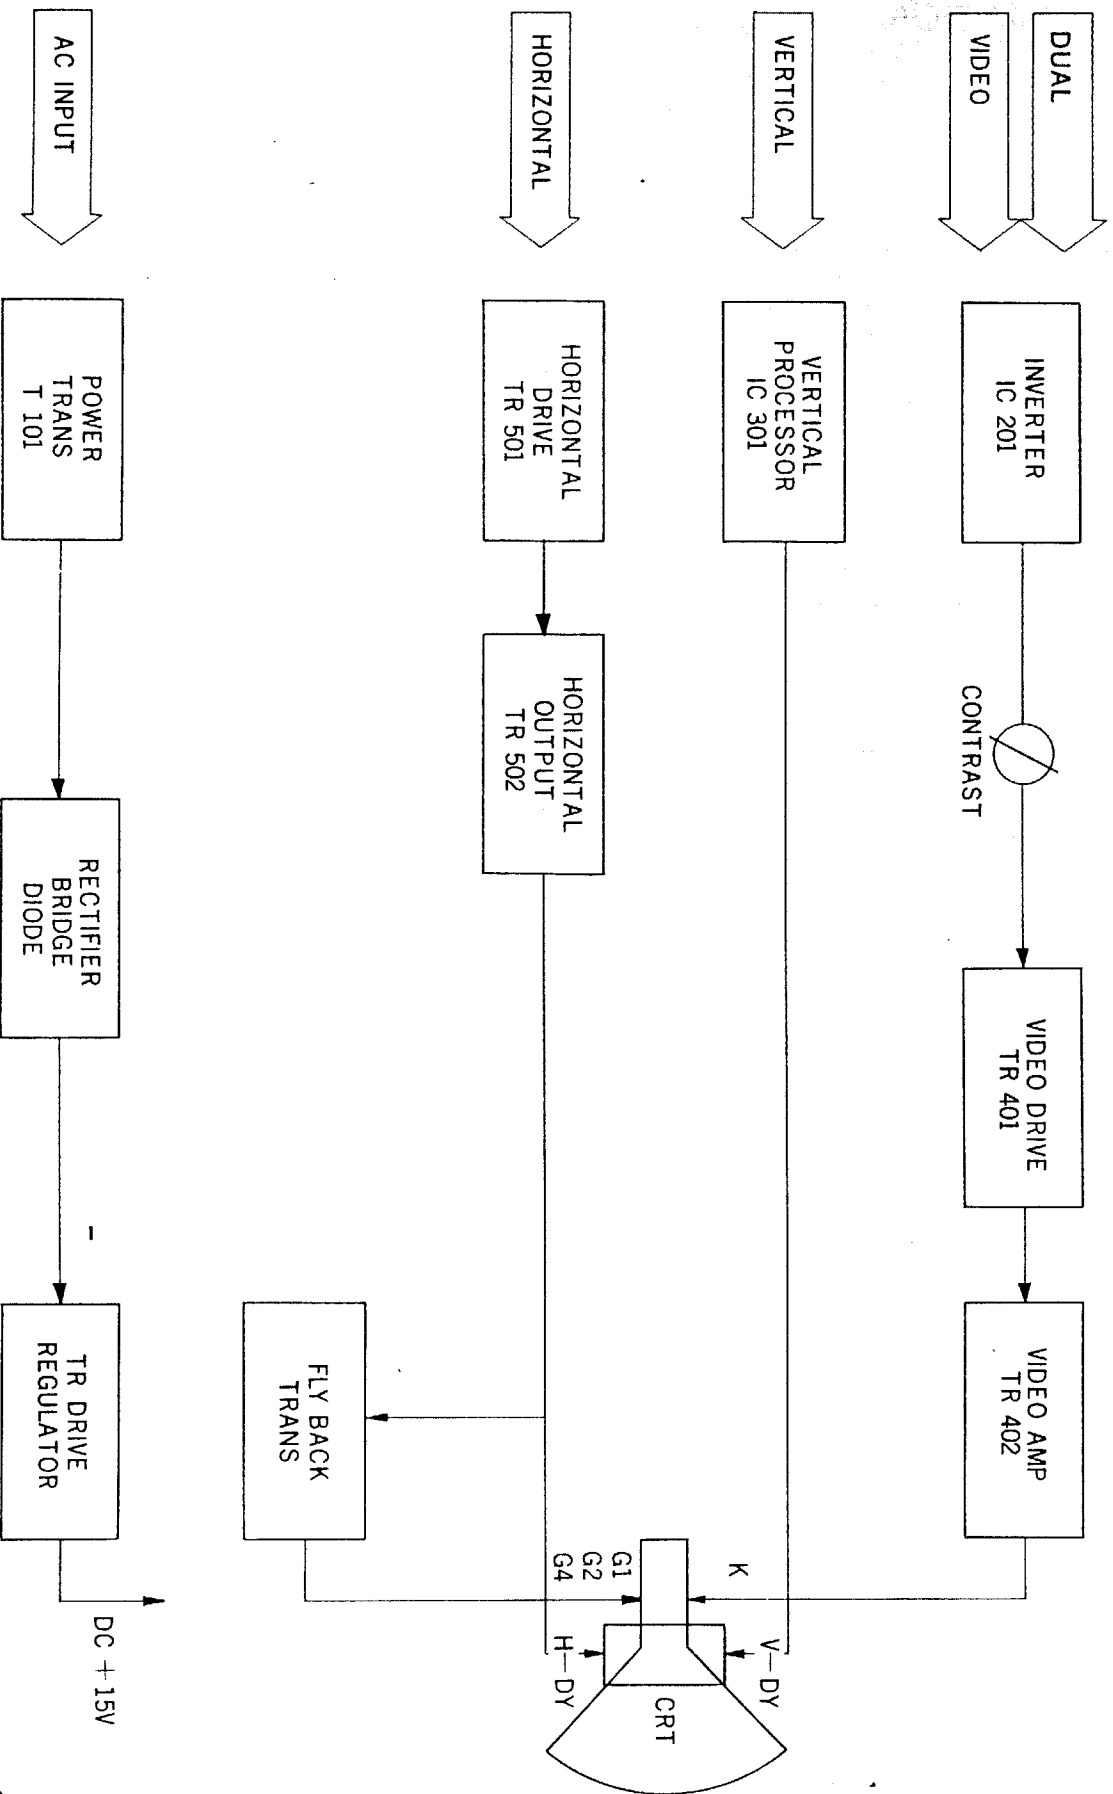 DUAL
VIDEO
INVERTER
IC 201
CONTRAST
VIDEO DRIVE
TR 401
VIDEO AMP
TR 402
VERTICAL
VERTICAL
PROCESSOR
IC 301
K
V-DY
CRT
HORIZONTAL
HORIZONTAL
DRIVE
TR 501
HORIZONTAL
OUTPUT
TR 502
G1
G2
G4
H-DY
FLY BACK
TRANS
AC INPUT
POWER
TRANS
T 101
RECTIFIER
BRIDGE
DIODE
TR DRIVE
REGULATOR
DC +15V